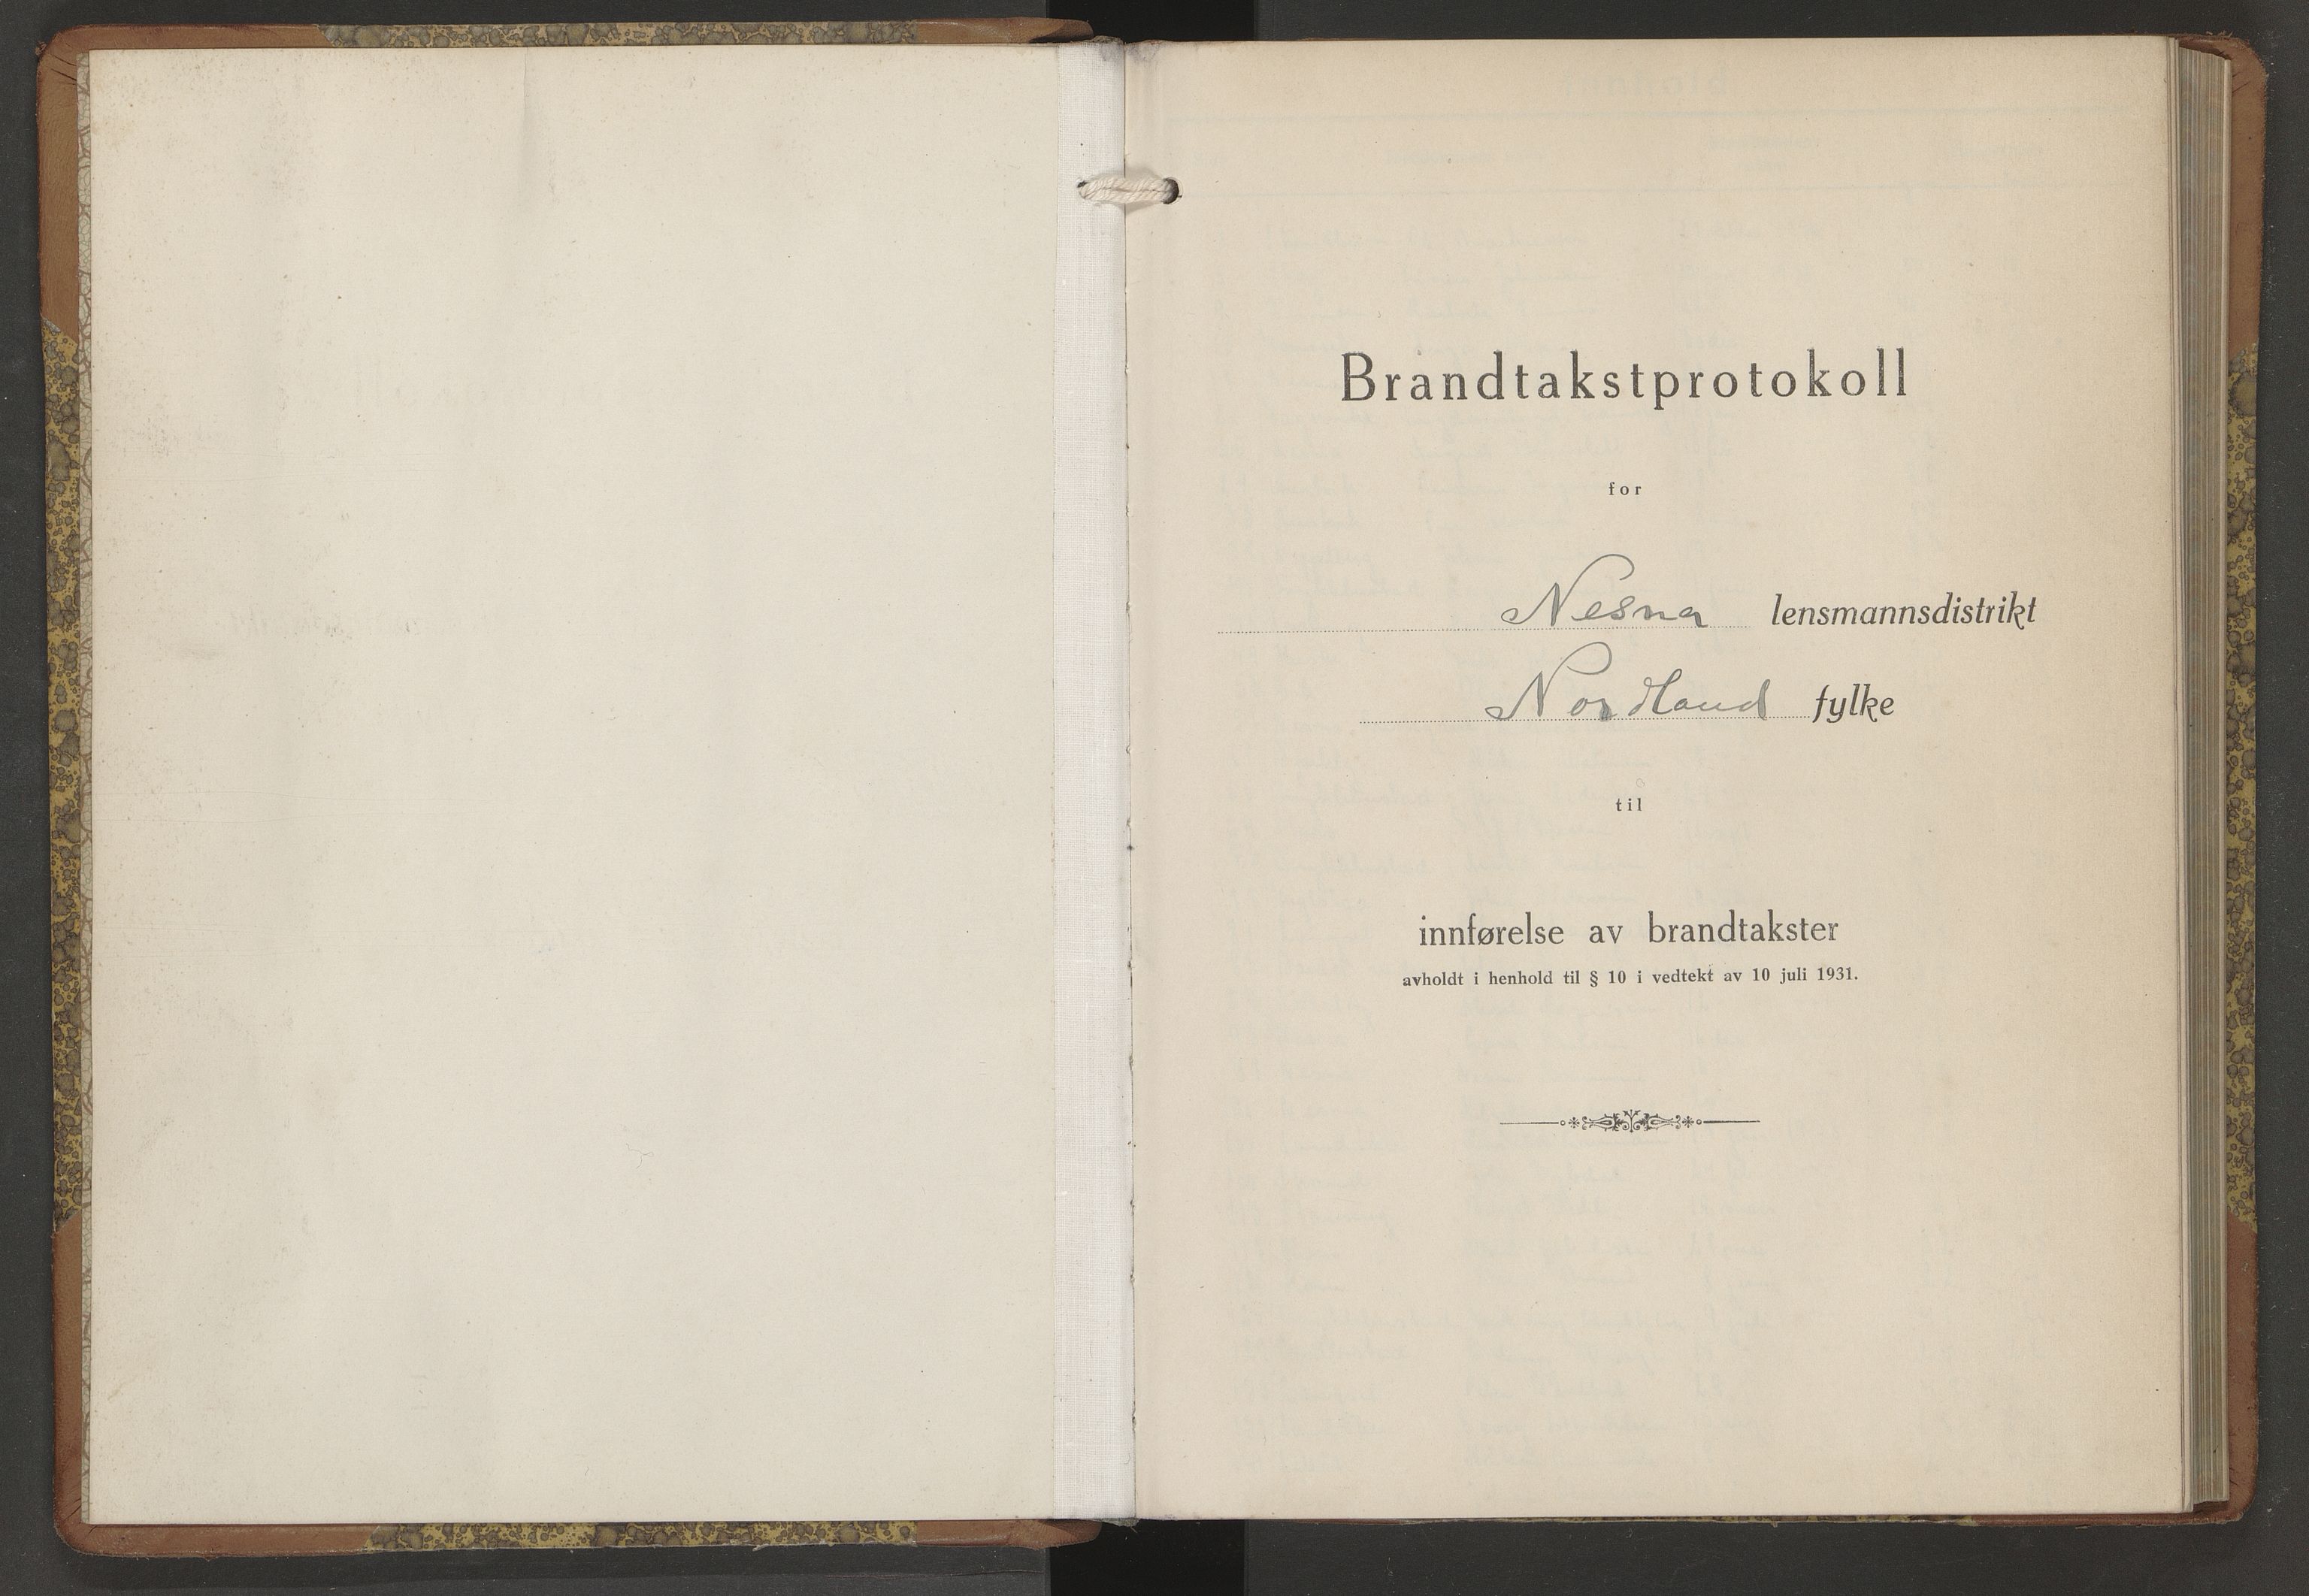 Brandtakstprotokoll
for
Nesna lensmannsdistrikt
Nordland fylke
til
innførelse av brandtakster
avholdt i henhold til § 10 i vedtekt av 10 juli 1931.